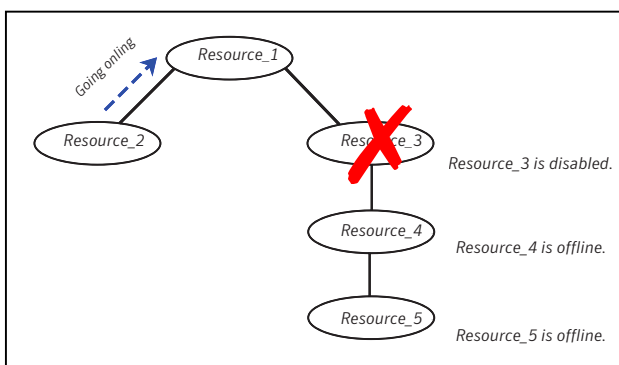 Resource_1
Going onling
Resource_2
Resource_3
Resource_3 is disabled.
Resource_4
Resource_4 is offline.
Resource_5
Resource_5 is offline.